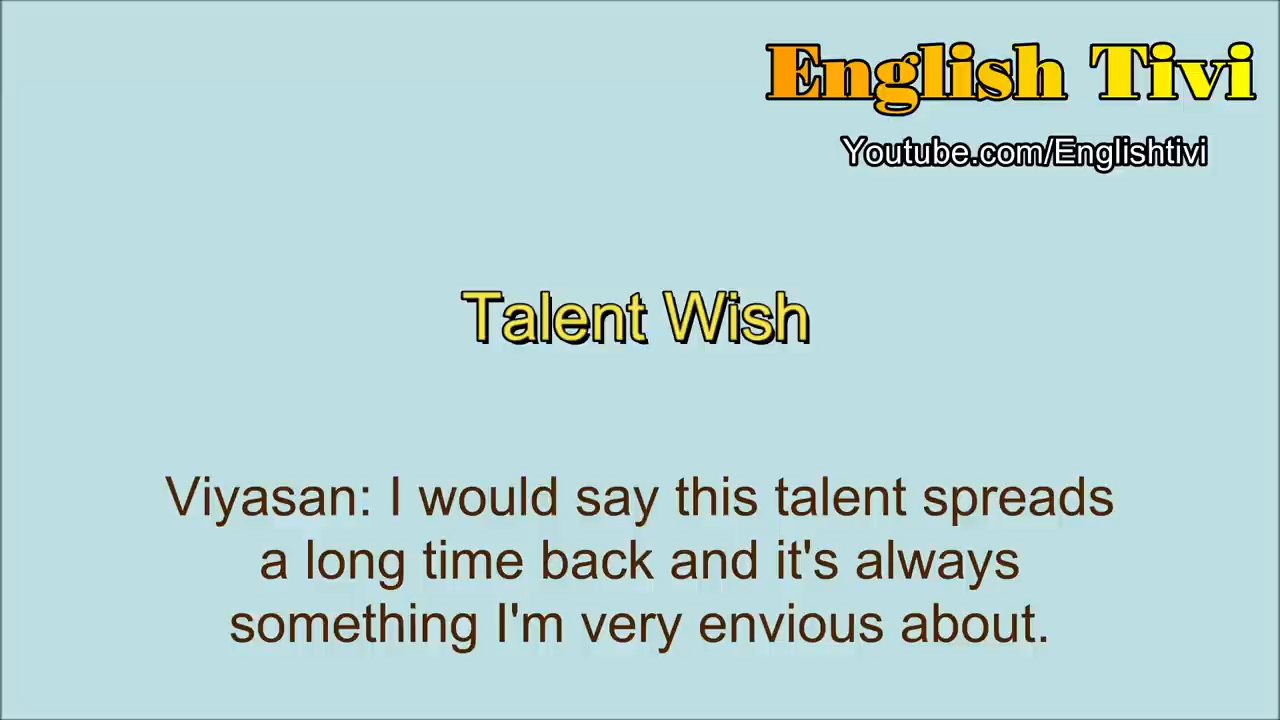 English Tivi
Youtube.com/Englishtivi
Talent Wish
Viyasan: I would say this talent spreads
a long time back and it's always
something I'm very envious about.